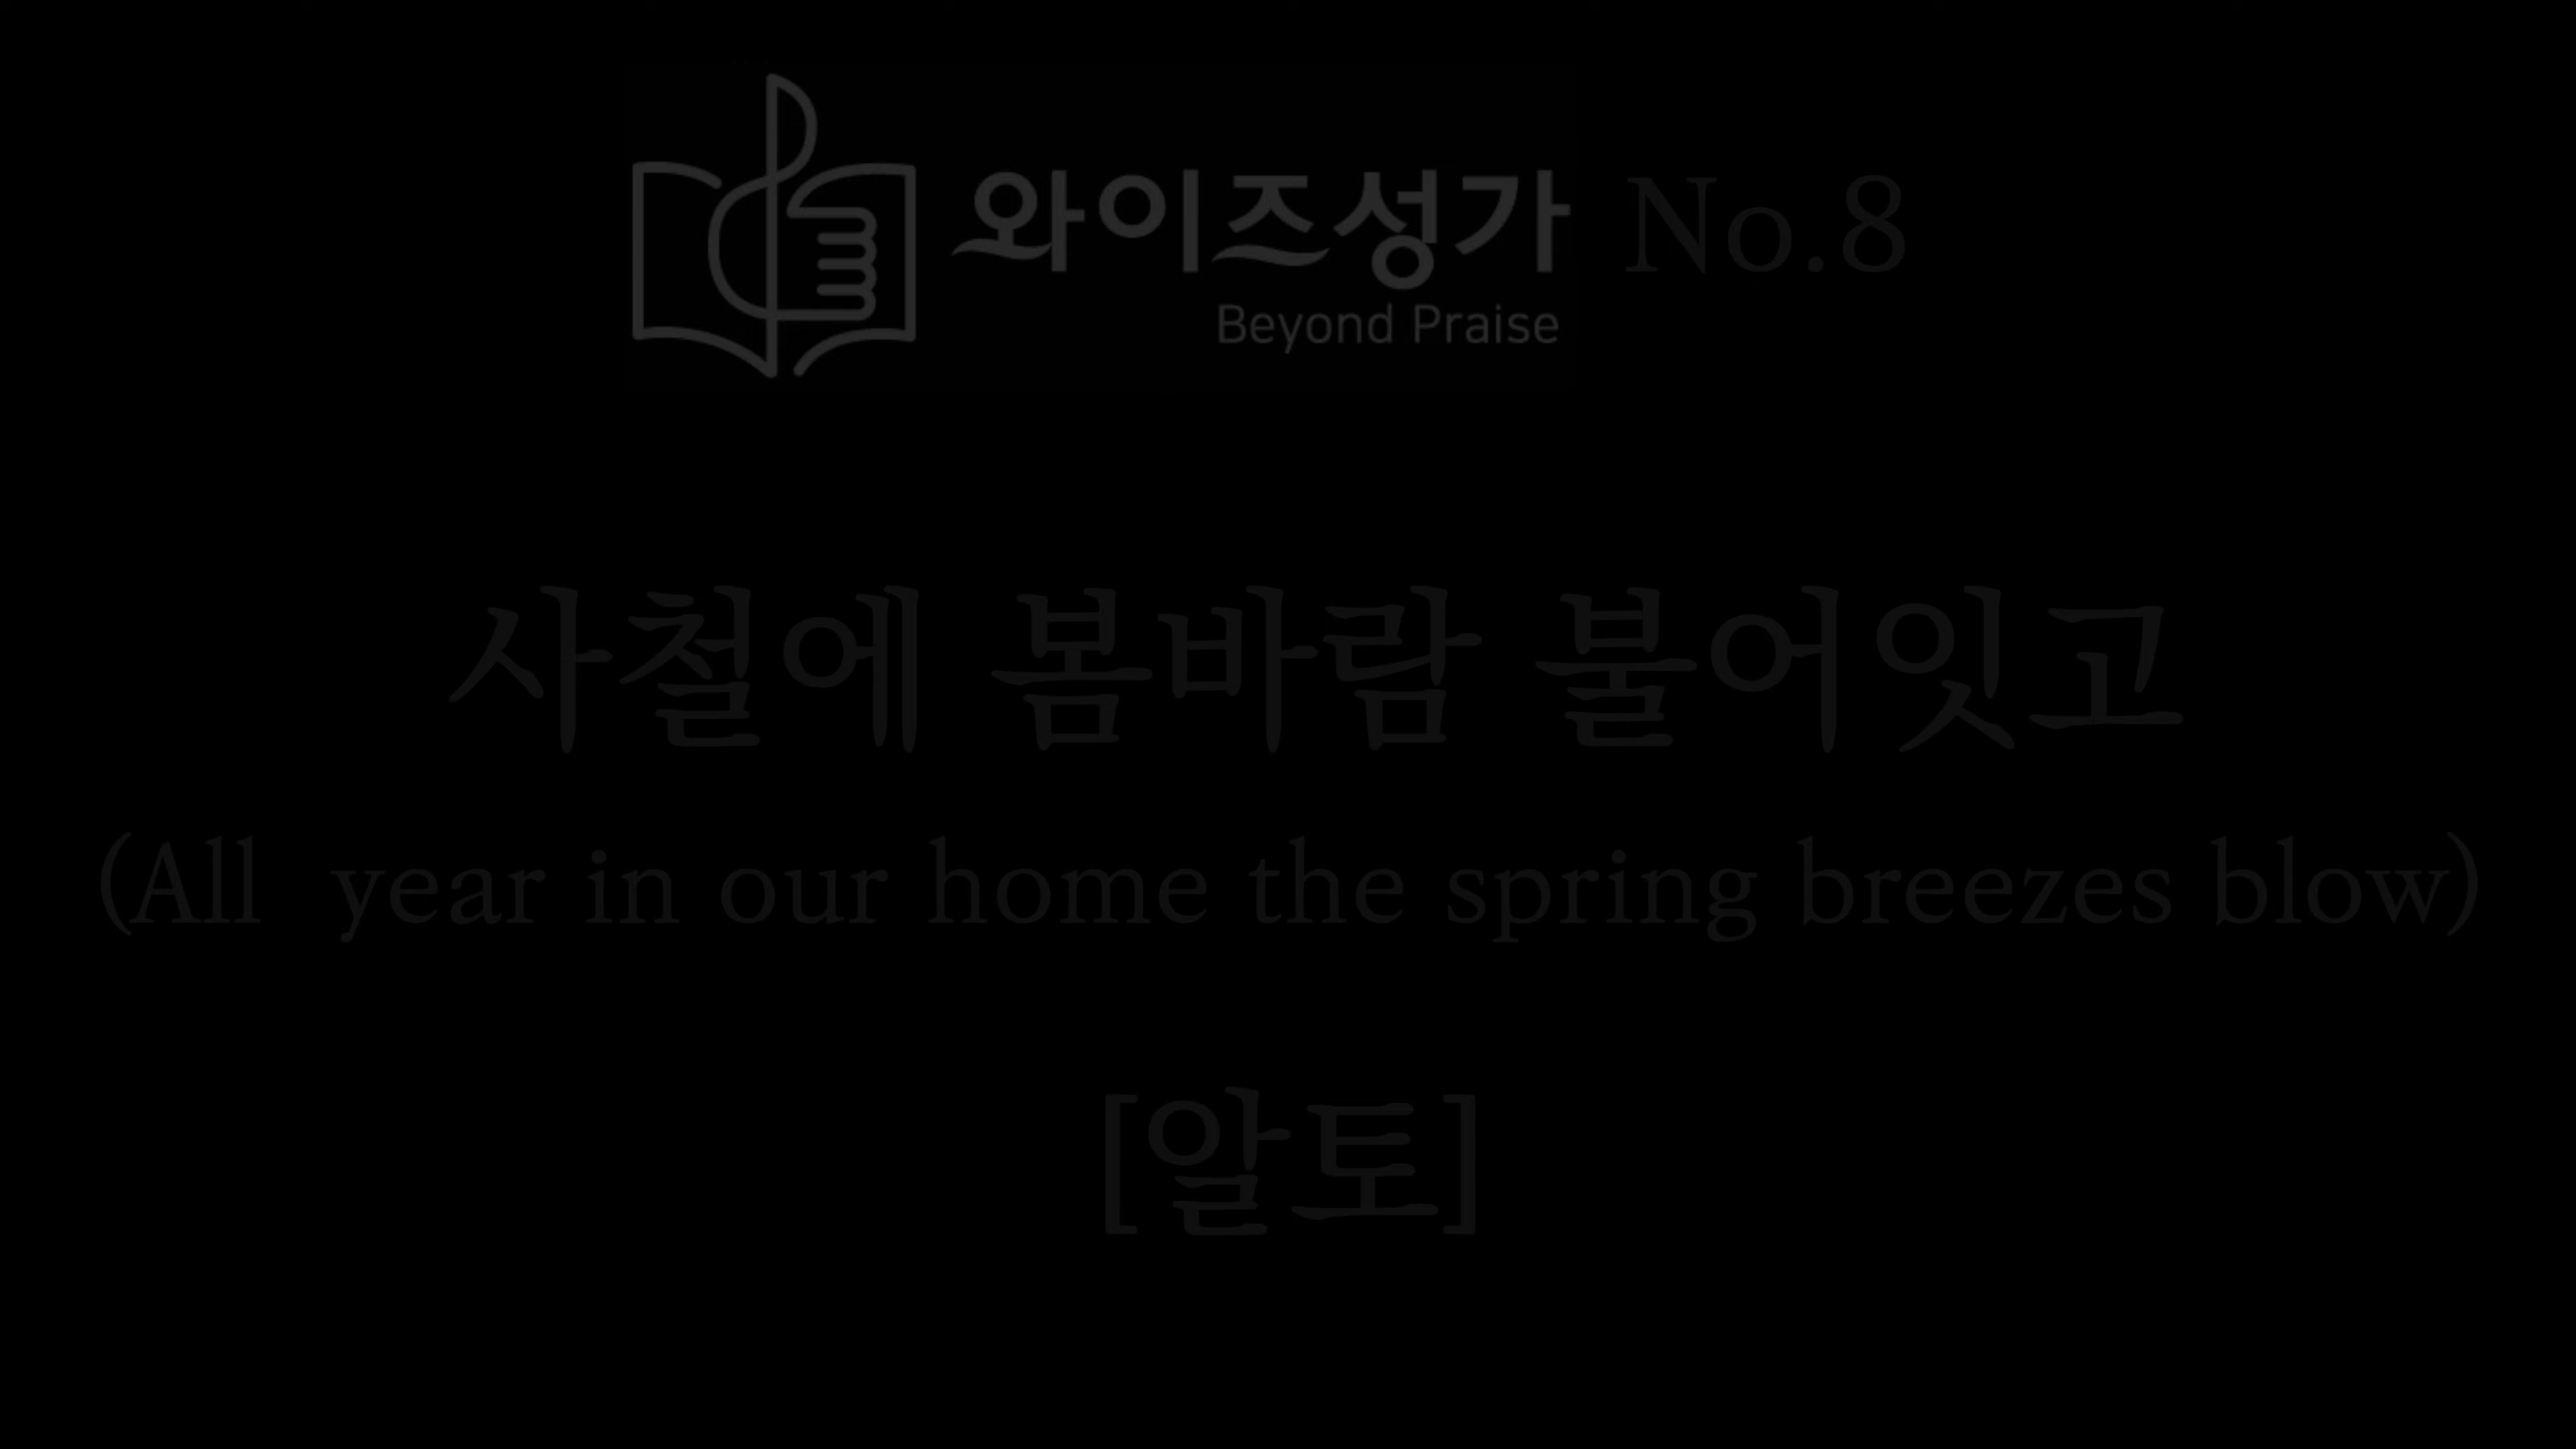 와이즈성가 No.8
Beyond Praise
사철에 봄바람 불어잇고
(All year in our home the spring breezes blow)
[알토]